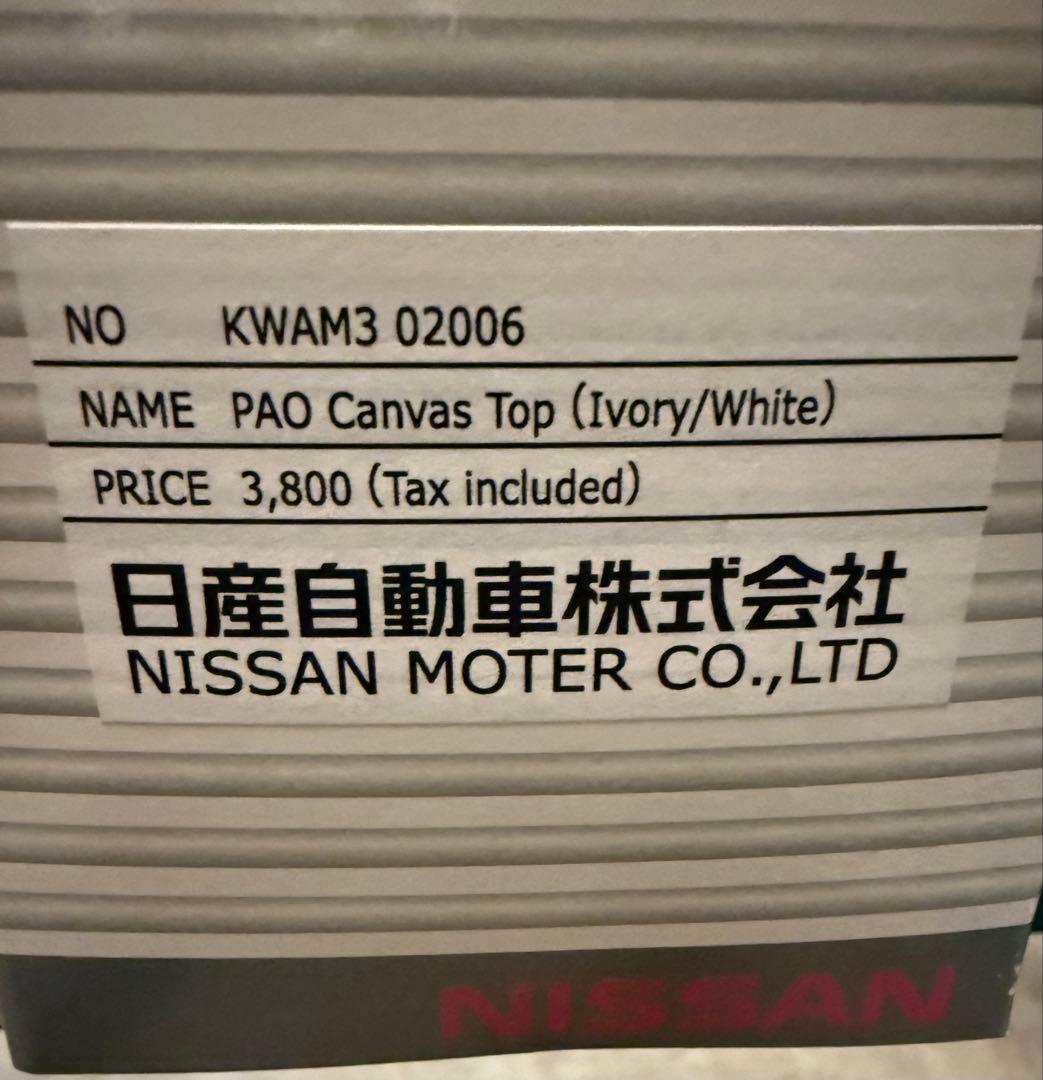 NO KWAM3 02006
NAME PAO Canvas Top (Ivory/White)
PRICE 3,800 (Tax included)
日産自動車株式会社
NISSAN MOTER CO.,LTD
NISSAN